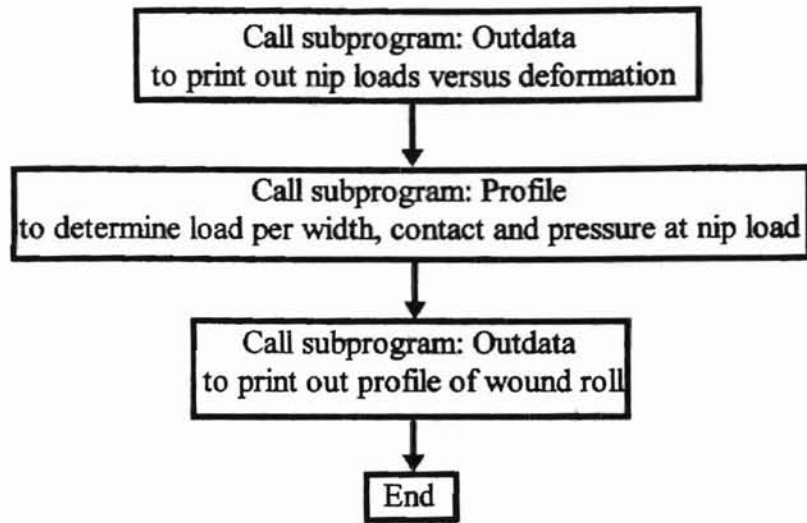 Call subprogram: Outdata
to print out nip loads versus deformation
Call subprogram: Profile
to determine load per width, contact and pressure at nip load
Call subprogram: Outdata
to print out profile of wound roll
End